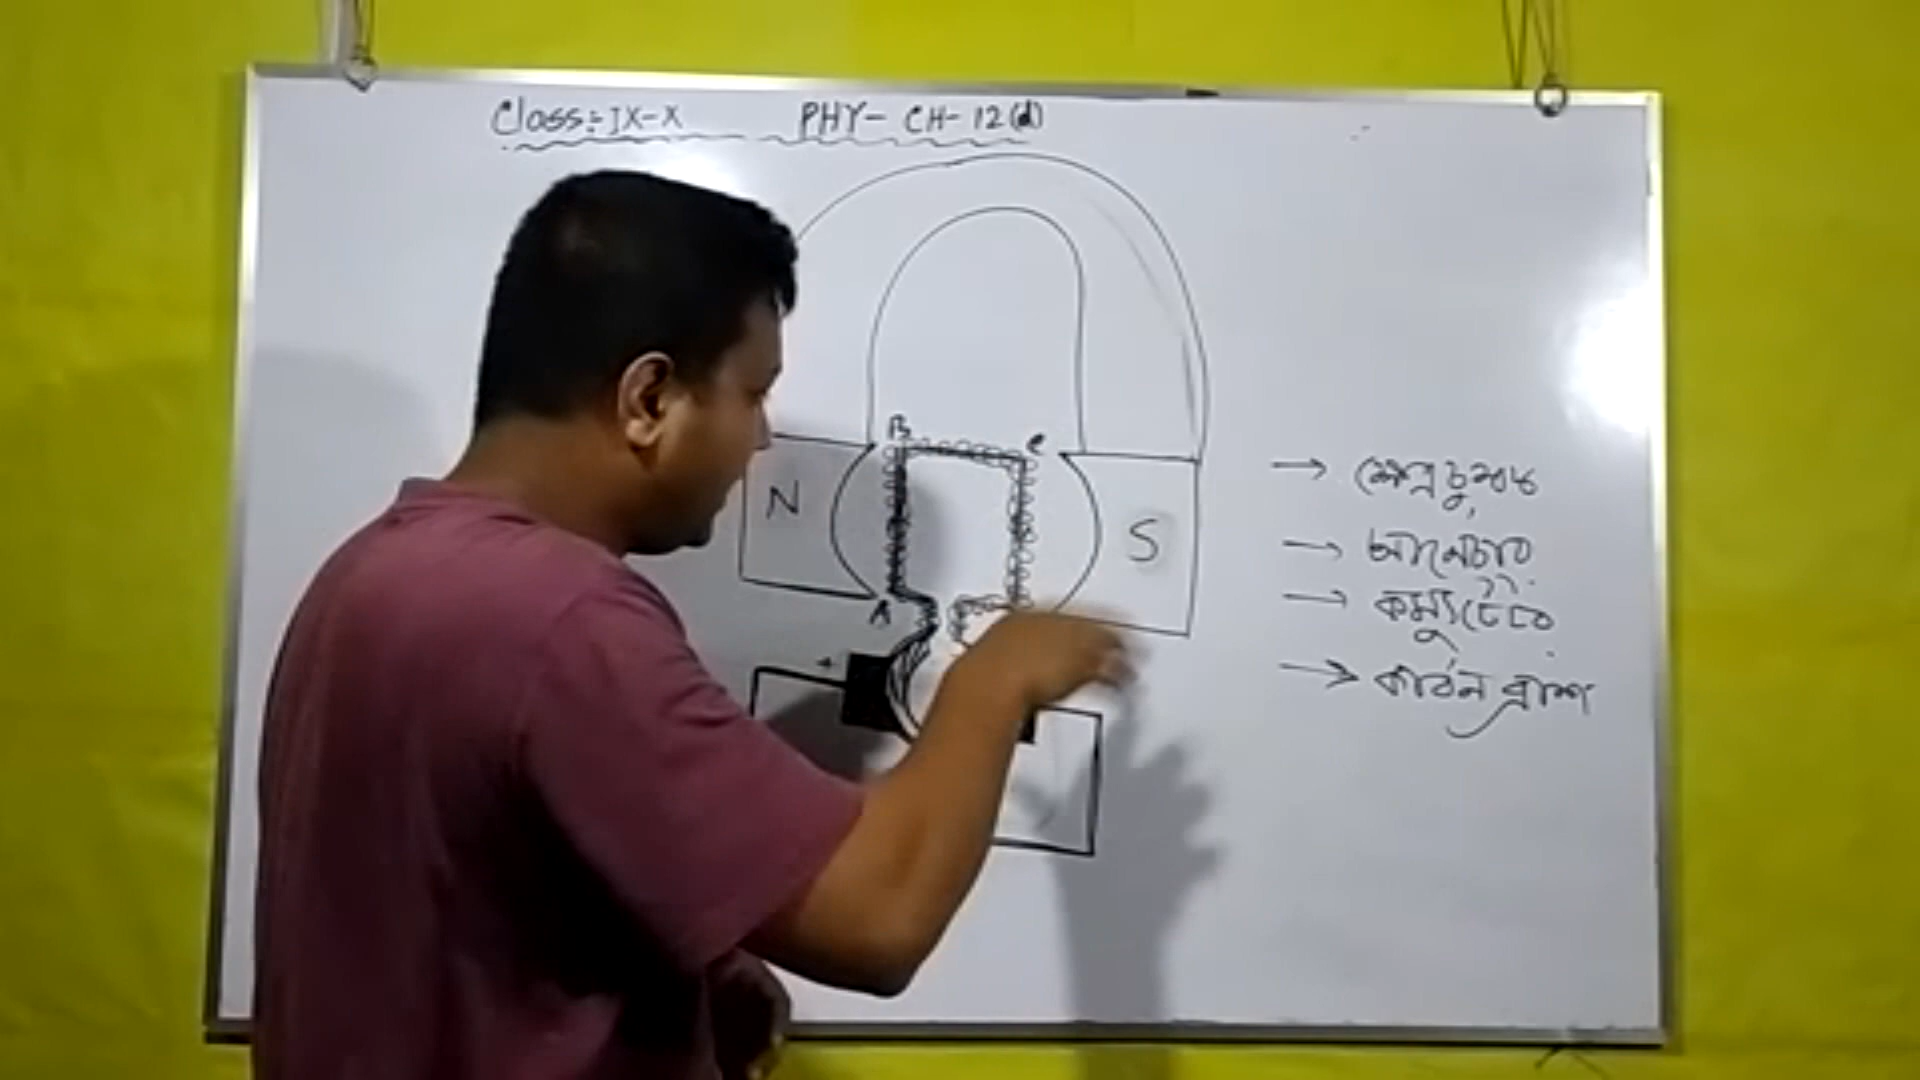 Class:- IX-X PHY- CH-12(d)
B C
N
S
A
+
→ ক্ষেত্র চুম্বক
→ আর্মেচার
→ কম্যুটেটর
→ কার্বন ব্রাশ